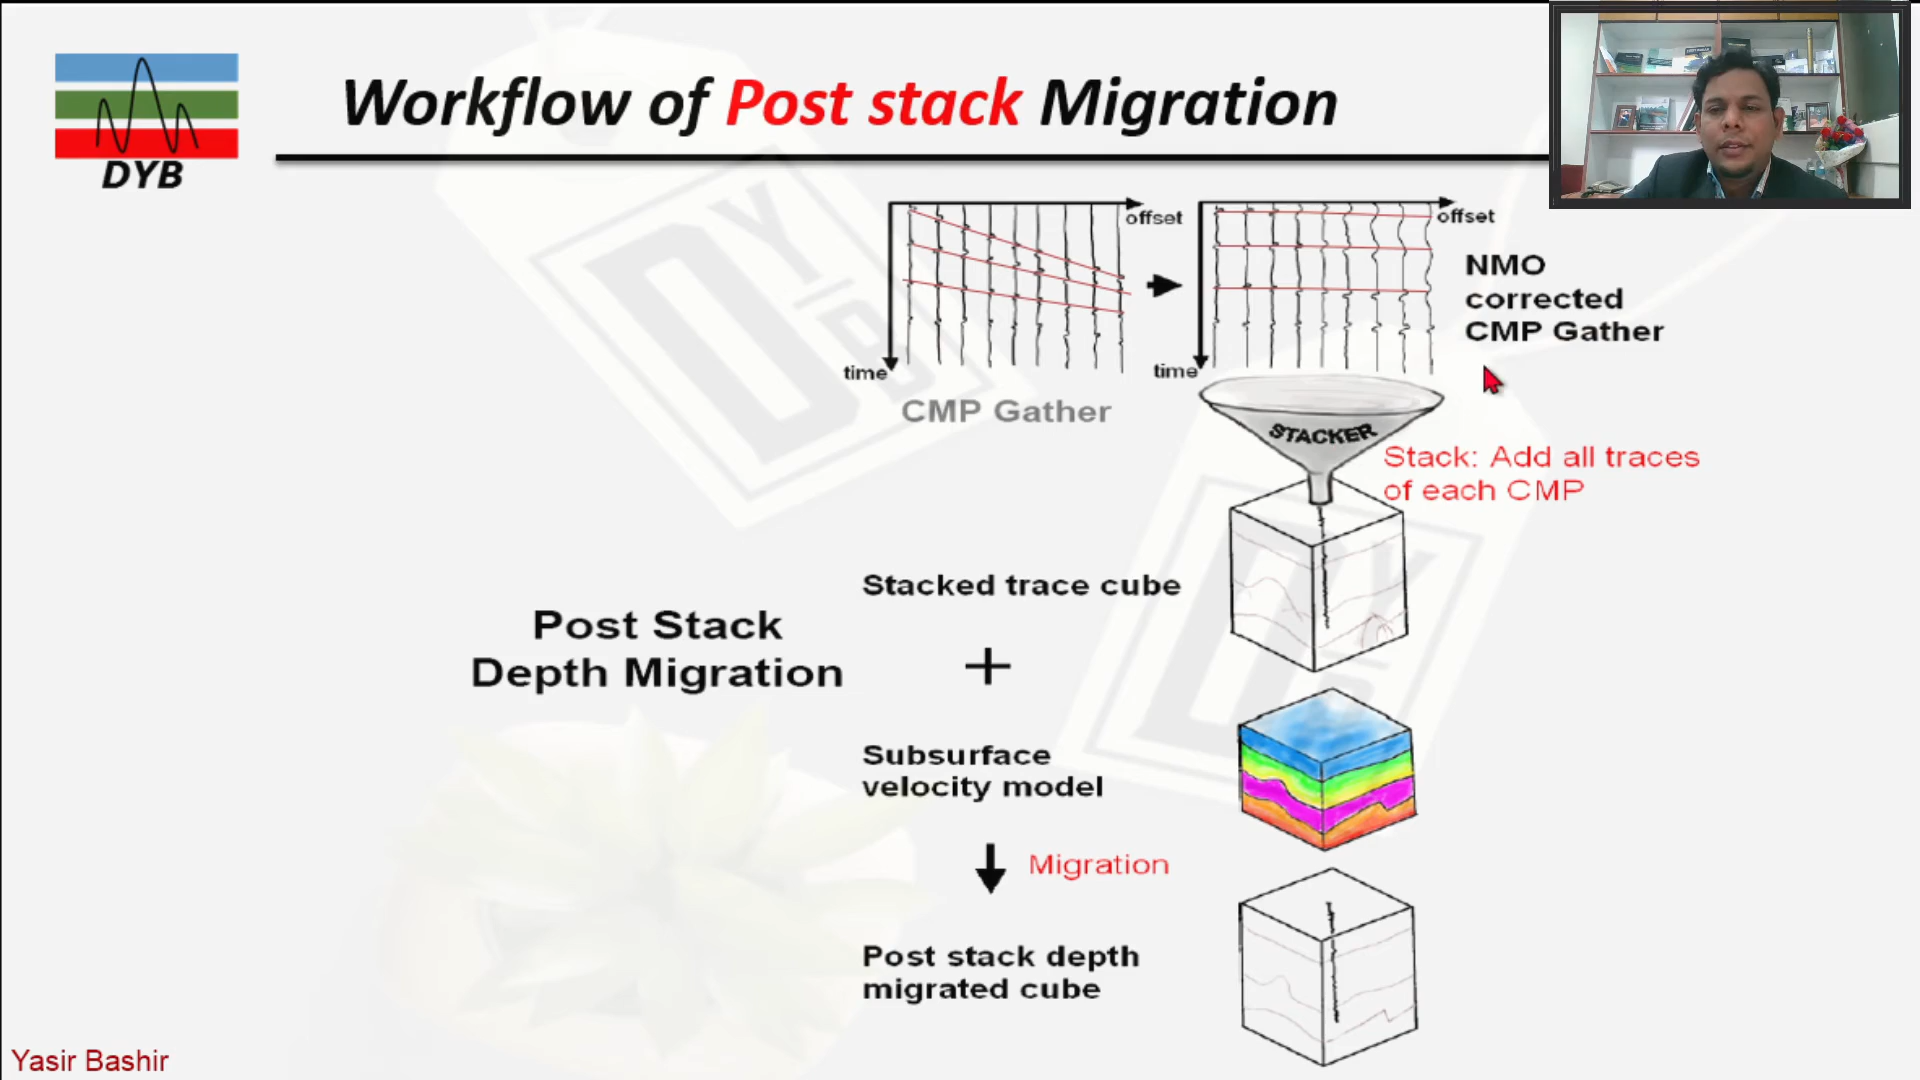 Workflow of Post stack Migration
DYB
offset
offset
NMO
corrected
CMP Gather
time
time
CMP Gather
STACKER
Stack: Add all traces
of each CMP
Stacked trace cube
Post Stack
Depth Migration
+
Subsurface
velocity model
Migration
Post stack depth
migrated cube
Yasir Bashir